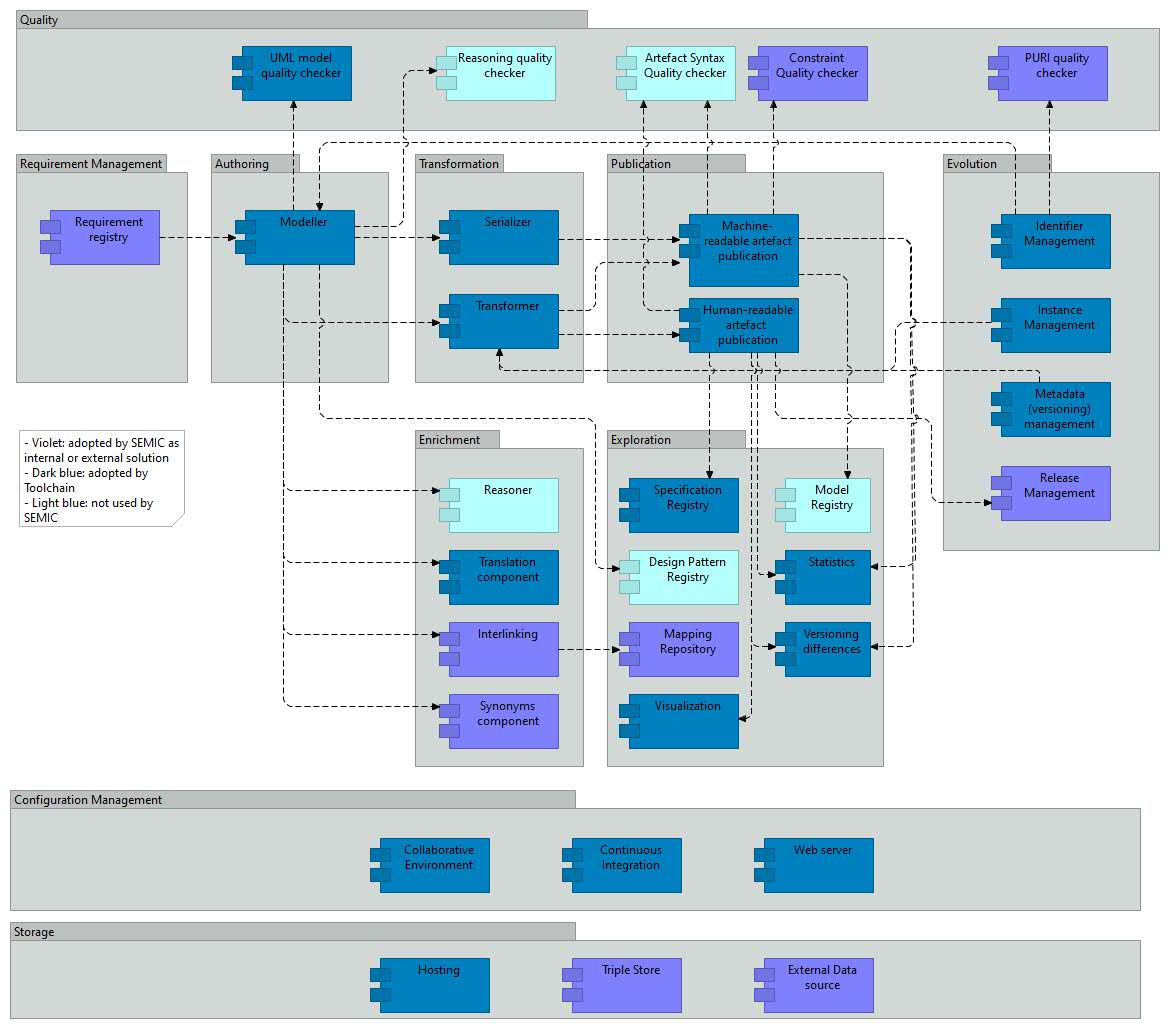 Quality
UML model
quality checker
Reasoning quality
checker
Artefact Syntax
Quality checker
Constraint
Quality checker
PURI quality
checker
Requirement Management
Requirement
registry
Authoring
Modeller
Transformation
Serializer
Transformer
Publication
Machine-
readable artefact
publication
Human-readable
artefact
publication
Evolution
Identifier
Management
Instance
Management
Metadata
(versioning)
management
Release
Management
- Violet: adopted by SEMIC as
internal or external solution
- Dark blue: adopted by
Toolchain
- Light blue: not used by
SEMIC
Enrichment
Reasoner
Translation
component
Interlinking
Synonyms
component
Exploration
Specification
Registry
Model
Registry
Design Pattern
Registry
Statistics
Mapping
Repository
Versioning
differences
Visualization
Configuration Management
Collaborative
Environment
Continuous
Integration
Web server
Storage
Hosting
Triple Store
External Data
source